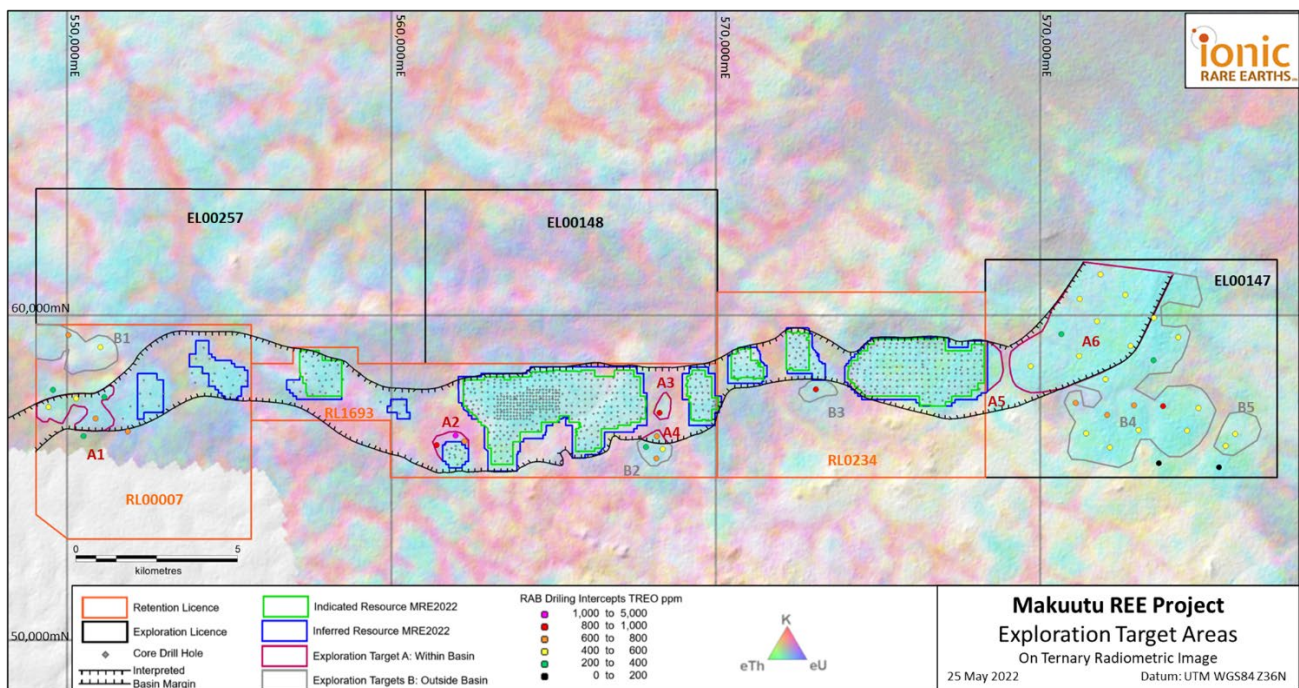 550,000mE
560,000mE
570,000mE
570,000mE
ionic
RARE EARTHS
EL00257
EL00148
EL00147
60,000mN
B1
A6
A3
RL1693
A2
A5
B3
A4
B4
B5
A1
B2
RL00007
RL0234
0 5
kilometres
50,000mN
Retention Licence
Exploration Licence
Core Drill Hole
Interpreted
Basin Margin
Indicated Resource MRE2022
Inferred Resource MRE2022
Exploration Target A: Within Basin
Exploration Targets B: Outside Basin
RAB Driling Intercepts TREO ppm
1,000 to 5,000
800 to 1,000
600 to 800
400 to 600
200 to 400
0 to 200
K
eTh eU
Makuutu REE Project
Exploration Target Areas
On Ternary Radiometric Image
25 May 2022 Datum: UTM WGS84 Z36N